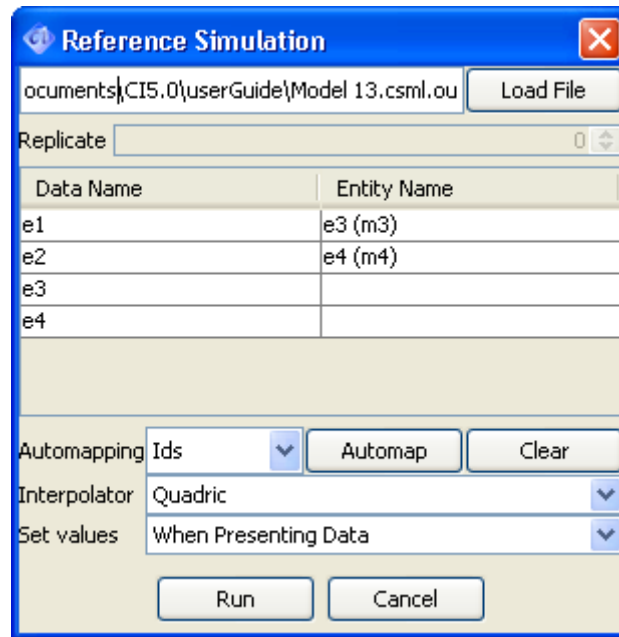 Reference Simulation
ocuments\CI5.0\userGuide\Model 13.csml.ou Load File
Replicate 0
Data Name Entity Name
e1 e3 (m3)
e2 e4 (m4)
e3
e4
Automapping Ids Automap Clear
Interpolator Quadric
Set values When Presenting Data
Run Cancel